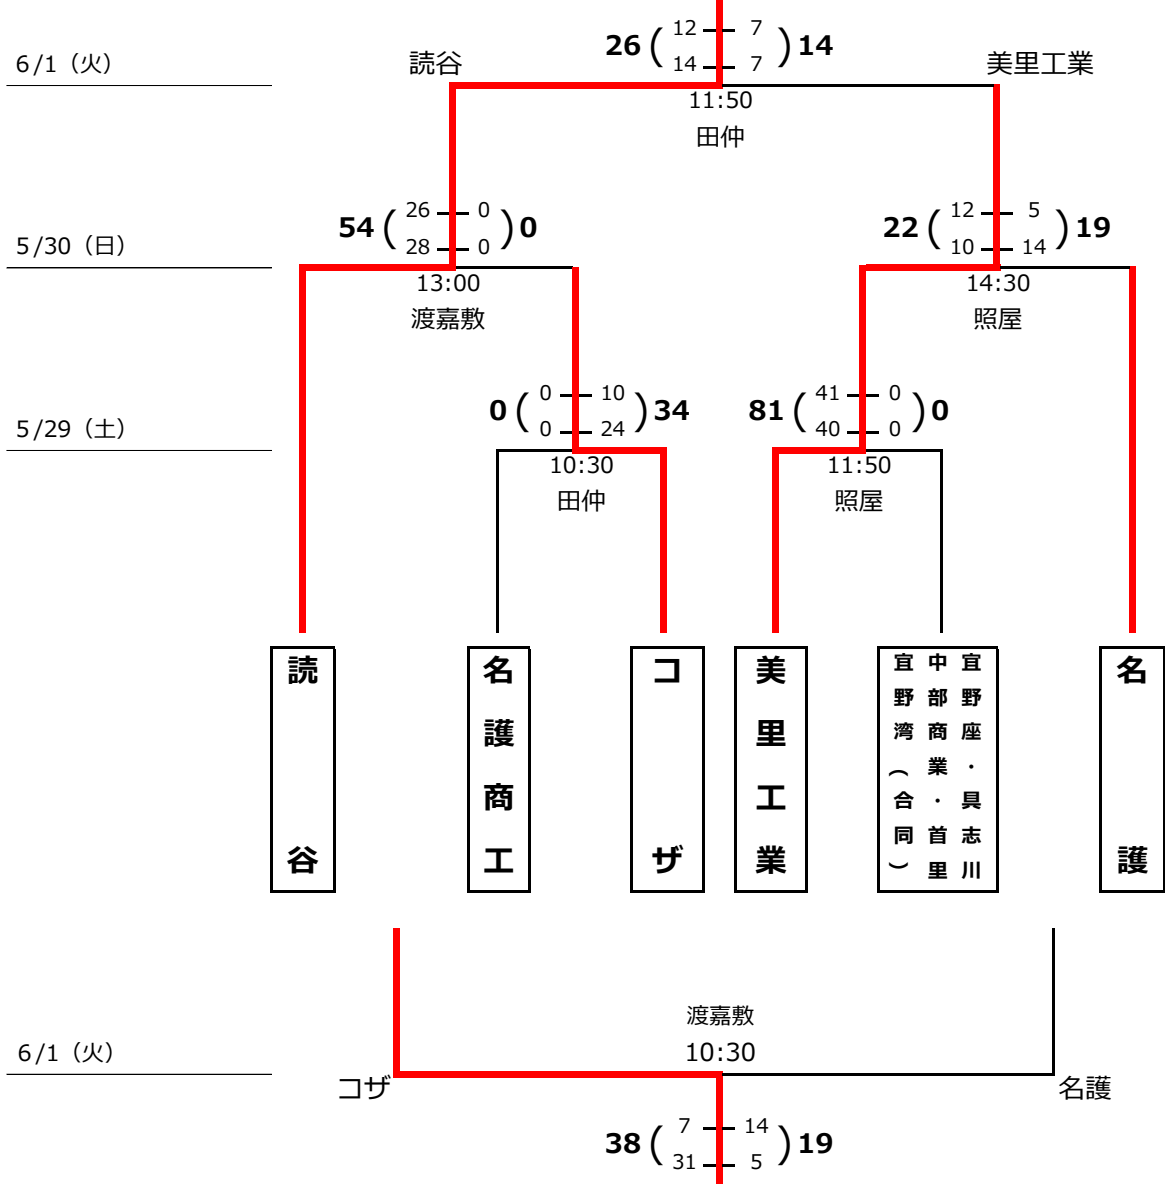 6/1（火）
読谷
26 ( 12 7 ) 14
14 7
美里工業
11:50
田仲
5/30（日）
54 ( 26 0 ) 0
28 0
22 ( 12 5 ) 19
10 14
13:00
渡嘉敷
14:30
照屋
5/29（土）
0 ( 0 10 ) 34
0 24
81 ( 41 0 ) 0
40 0
10:30
田仲
11:50
照屋
読谷
名護商工
コザ
美里工業
宜野座・具志川
中部商業・首里
宜野湾（合同）
名護
渡嘉敷
6/1（火）
10:30
コザ
名護
38 ( 7 14 ) 19
31 5